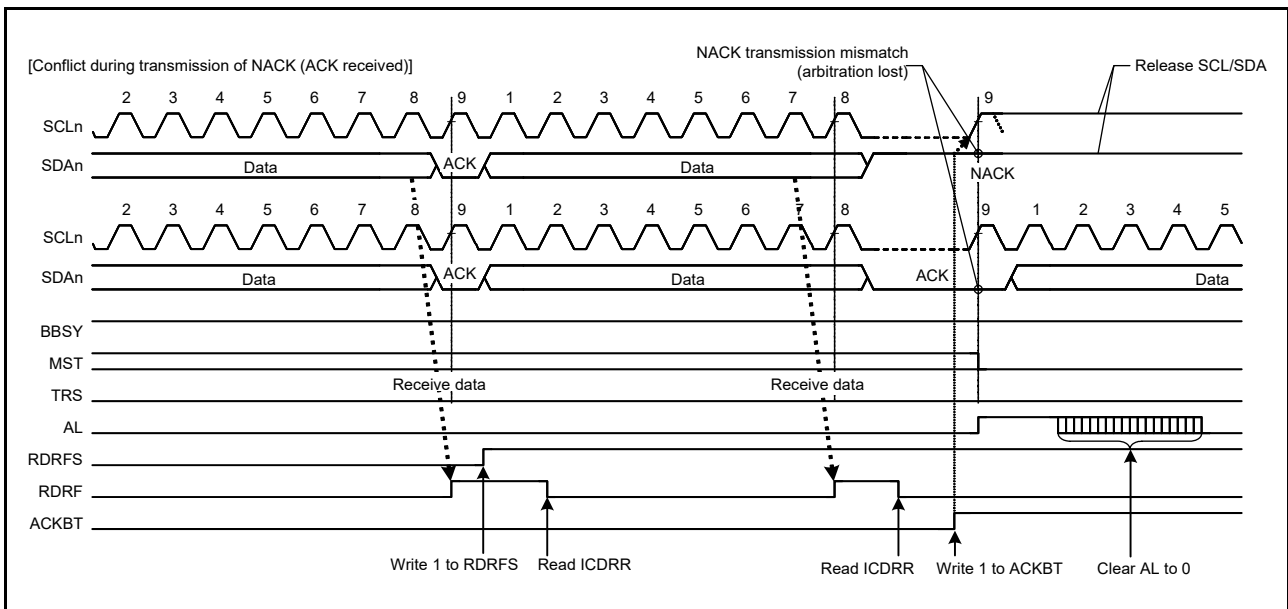 [Conflict during transmission of NACK (ACK received)]
NACK transmission mismatch
(arbitration lost)
Release SCL/SDA
2 3 4 5 6 7 8 9 1 2 3 4 5 6 7 8 9
SCLn
SDAn Data ACK Data NACK
2 3 4 5 6 7 8 9 1 2 3 4 5 6 7 8 9 1 2 3 4 5
SCLn
SDAn Data ACK Data ACK Data
BBSY
MST
Receive data Receive data
TRS
AL
RDRFS
RDRF
ACKBT
Write 1 to RDRFS Read ICDRR Read ICDRR Write 1 to ACKBT Clear AL to 0